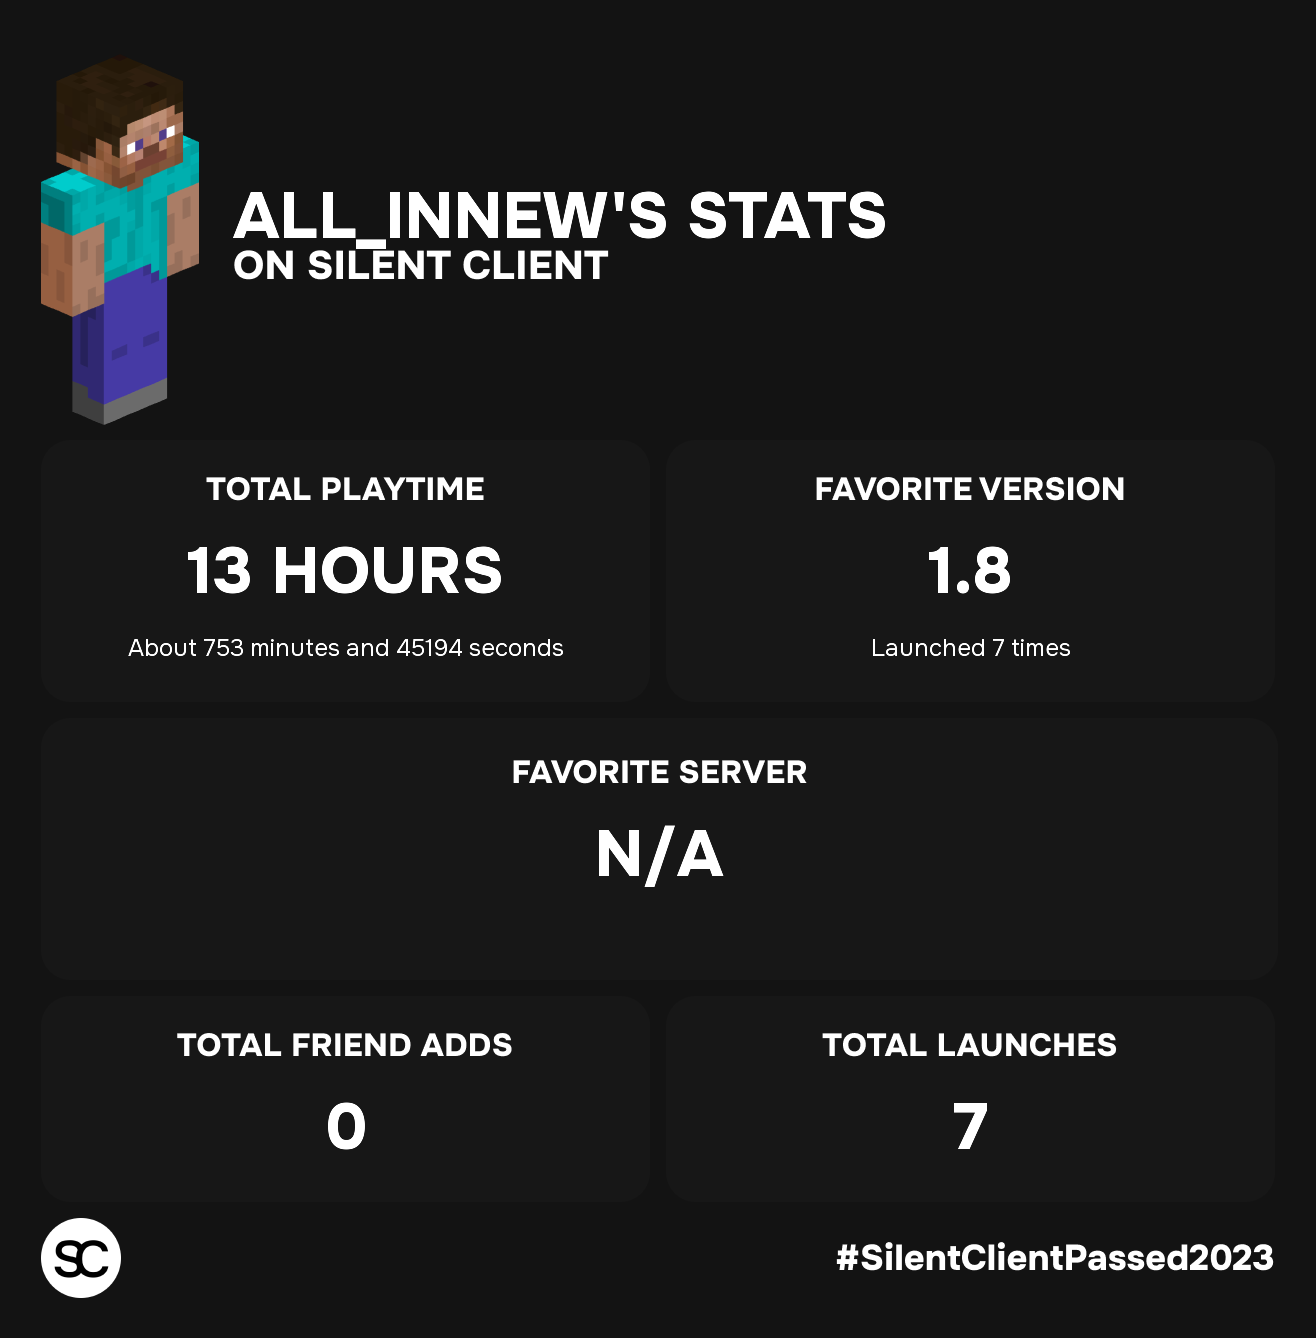 ALL_INNEW'S STATS
ON SILENT CLIENT
TOTAL PLAYTIME
13 HOURS
About 753 minutes and 45194 seconds
FAVORITE VERSION
1.8
Launched 7 times
FAVORITE SERVER
N/A
TOTAL FRIEND ADDS
0
TOTAL LAUNCHES
7
SC
#SilentClientPassed2023